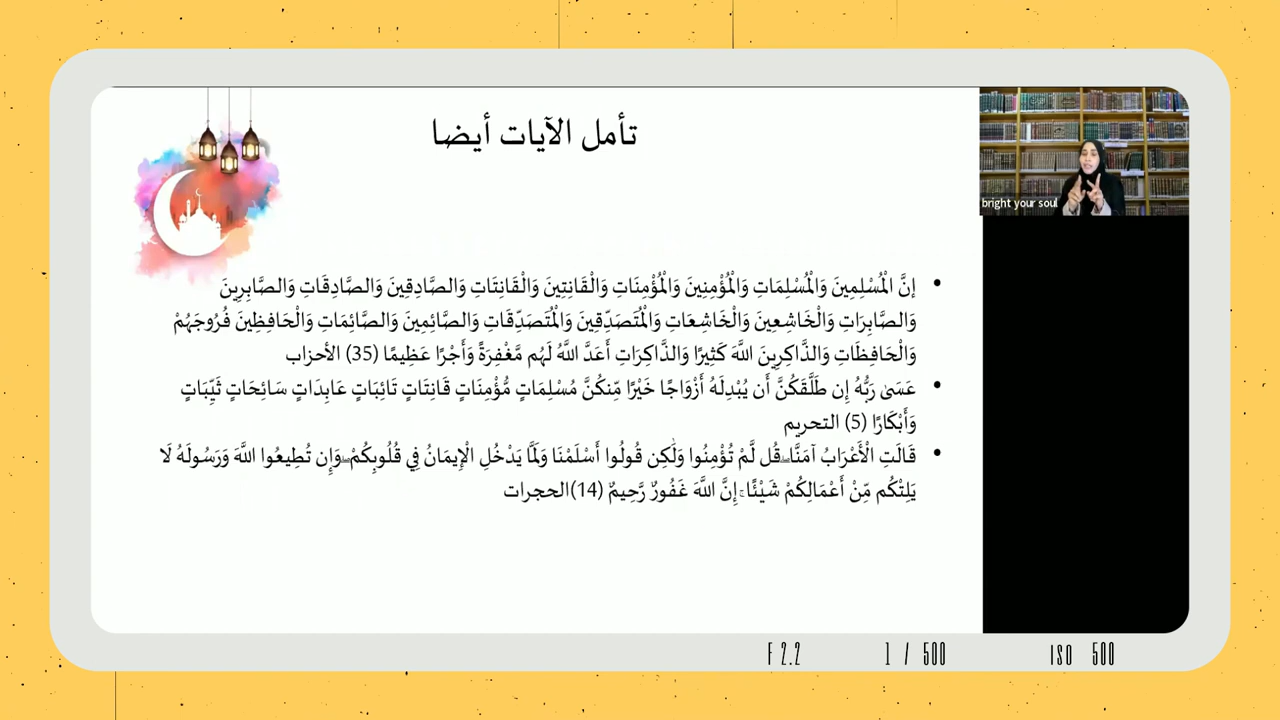 تأمل الآيات أيضا
bright your soul
• إِنَّ الْمُسْلِمِينَ وَالْمُسْلِمَاتِ وَالْمُؤْمِنِينَ وَالْمُؤْمِنَاتِ وَالْقَانِتِينَ وَالْقَانِتَاتِ وَالصَّادِقِينَ وَالصَّادِقَاتِ وَالصَّابِرِينَ
وَالصَّابِرَاتِ وَالْخَاشِعِينَ وَالْخَاشِعَاتِ وَالْمُتَصَدِّقِينَ وَالْمُتَصَدِّقَاتِ وَالصَّائِمِينَ وَالصَّائِمَاتِ وَالْحَافِظِينَ فُرُوجَهُمْ
وَالْحَافِظَاتِ وَالذَّاكِرِينَ اللَّهَ كَثِيرًا وَالذَّاكِرَاتِ أَعَدَّ اللَّهُ لَهُم مَّغْفِرَةً وَأَجْرًا عَظِيمًا (35) الأحزاب
• عَسَىٰ رَبُّهُ إِن طَلَّقَكُنَّ أَن يُبْدِلَهُ أَزْوَاجًا خَيْرًا مِّنكُنَّ مُسْلِمَاتٍ مُّؤْمِنَاتٍ قَانِتَاتٍ تَائِبَاتٍ عَابِدَاتٍ سَائِحَاتٍ ثَيِّبَاتٍ
وَأَبْكَارًا (5) التحريم
• قَالَتِ الْأَعْرَابُ آمَنَّا ۖ قُل لَّمْ تُؤْمِنُوا وَلَٰكِن قُولُوا أَسْلَمْنَا وَلَمَّا يَدْخُلِ الْإِيمَانُ فِي قُلُوبِكُمْ ۖ وَإِن تُطِيعُوا اللَّهَ وَرَسُولَهُ لَا
يَلِتْكُم مِّنْ أَعْمَالِكُمْ شَيْئًا ۚ إِنَّ اللَّهَ غَفُورٌ رَّحِيمٌ (14)الحجرات
F 2.2 1 / 500 ISO 500